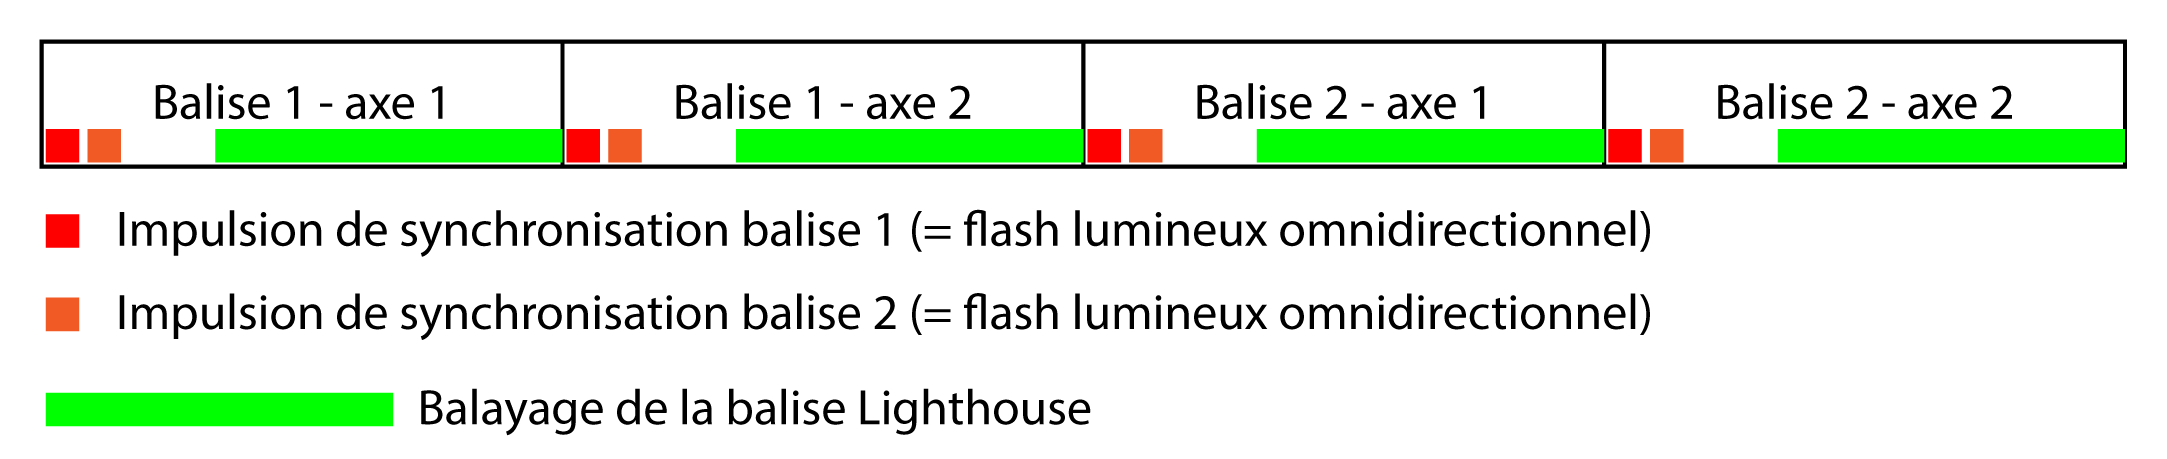 Balise 1 - axe 1
Balise 1 - axe 2
Balise 2 - axe 1
Balise 2 - axe 2
Impulsion de synchronisation balise 1 (= flash lumineux omnidirectionnel)
Impulsion de synchronisation balise 2 (= flash lumineux omnidirectionnel)
Balayage de la balise Lighthouse